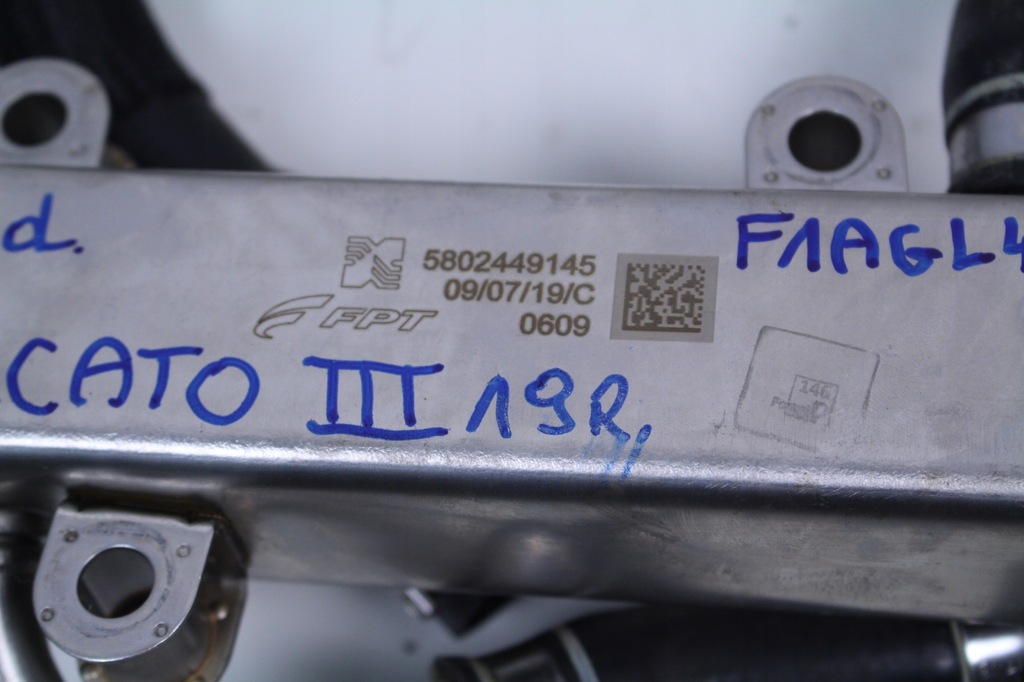 d.
F1AGL4
5802449145
09/07/19/C
FPT
0609
CATO III 19R,
146